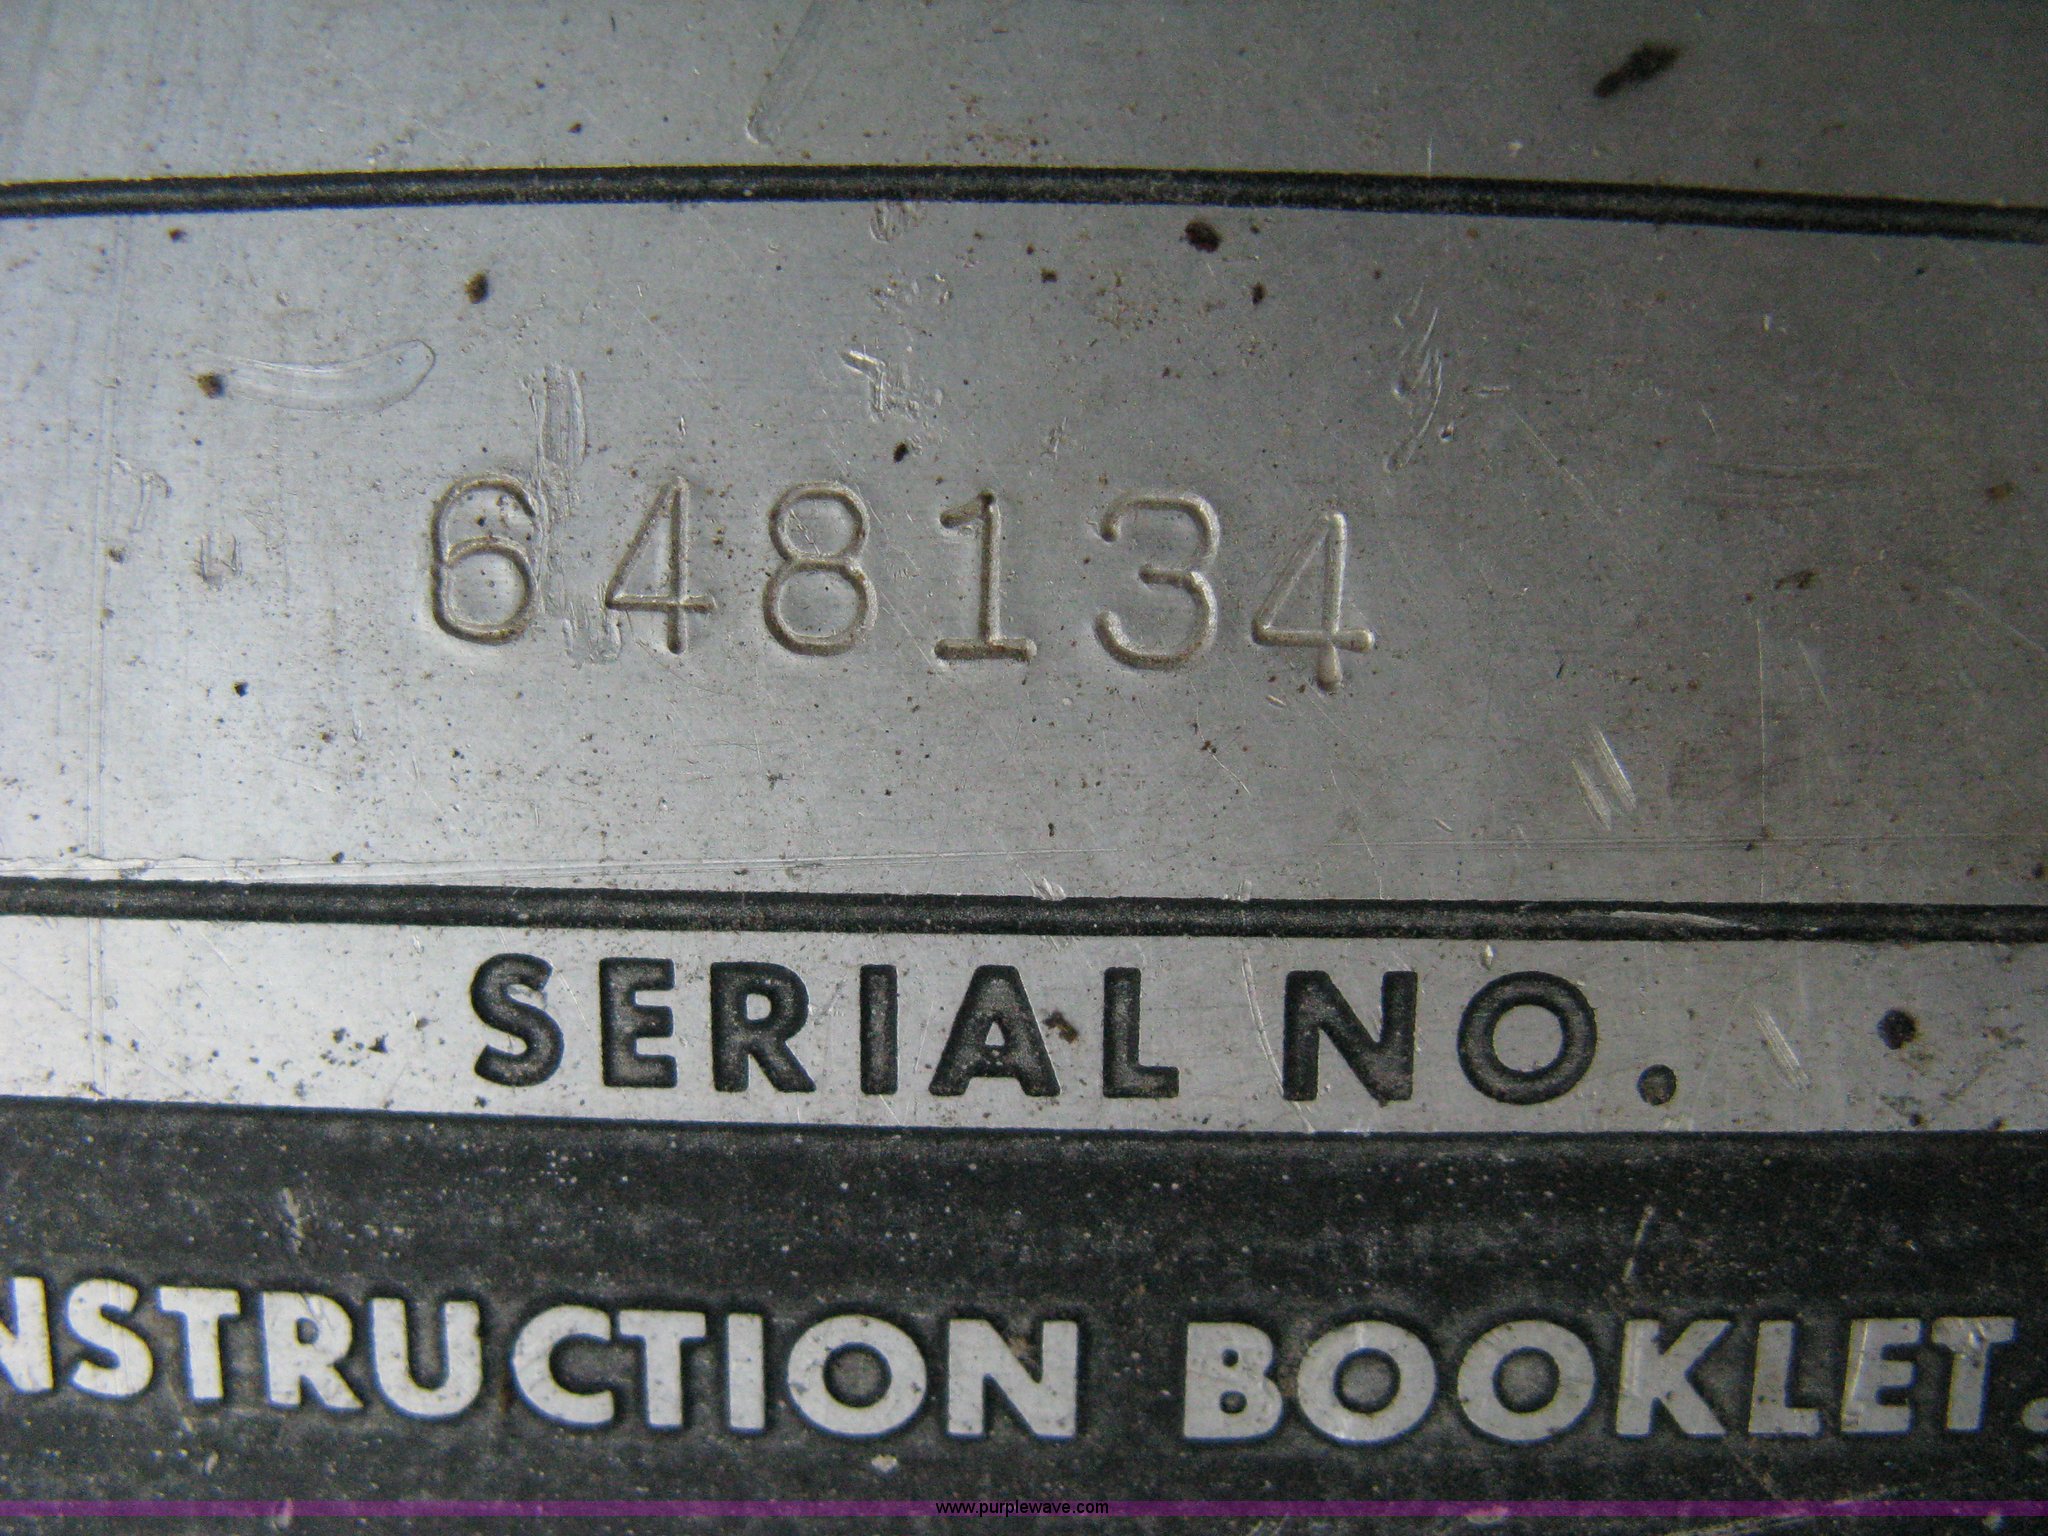 648134
SERIAL NO.
NSTRUCTION BOOKLET.
www.purplewave.com